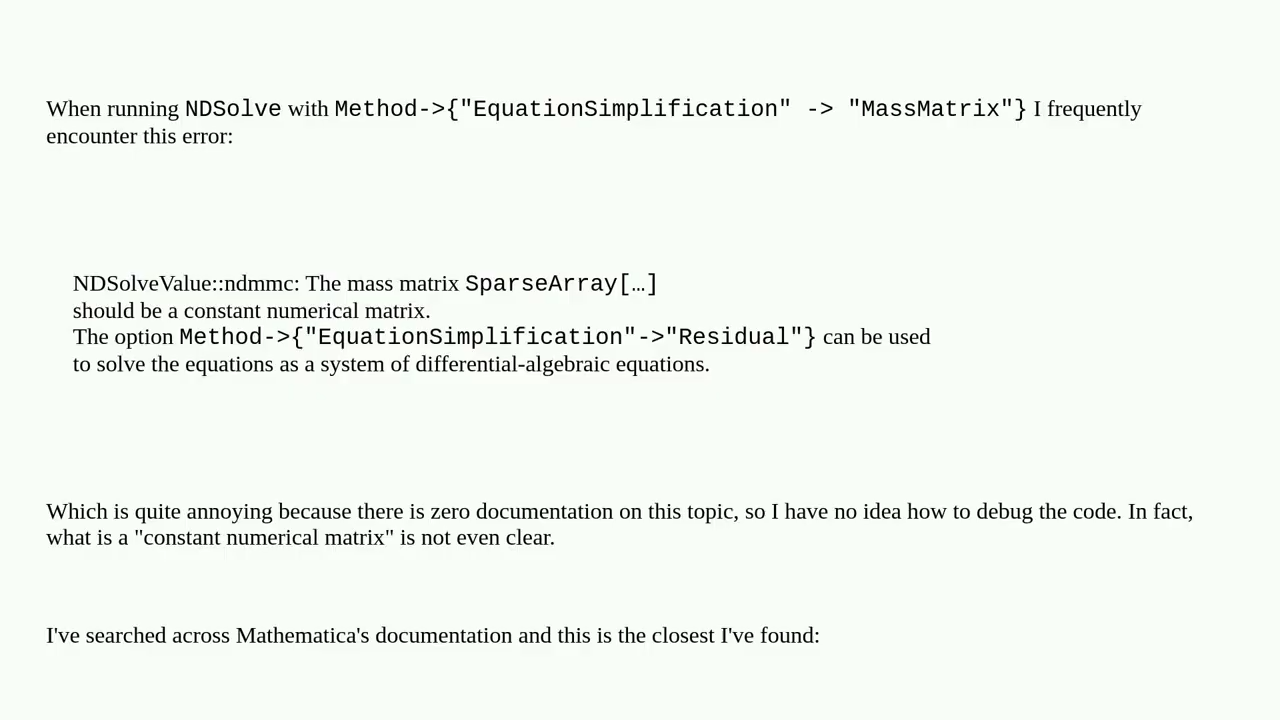 When running NDSolve with Method->{"EquationSimplification" -> "MassMatrix"} I frequently
encounter this error:
NDSolveValue::ndmmc: The mass matrix SparseArray[…]
should be a constant numerical matrix.
The option Method->{"EquationSimplification"->"Residual"} can be used
to solve the equations as a system of differential-algebraic equations.
Which is quite annoying because there is zero documentation on this topic, so I have no idea how to debug the code. In fact,
what is a "constant numerical matrix" is not even clear.
I've searched across Mathematica's documentation and this is the closest I've found: